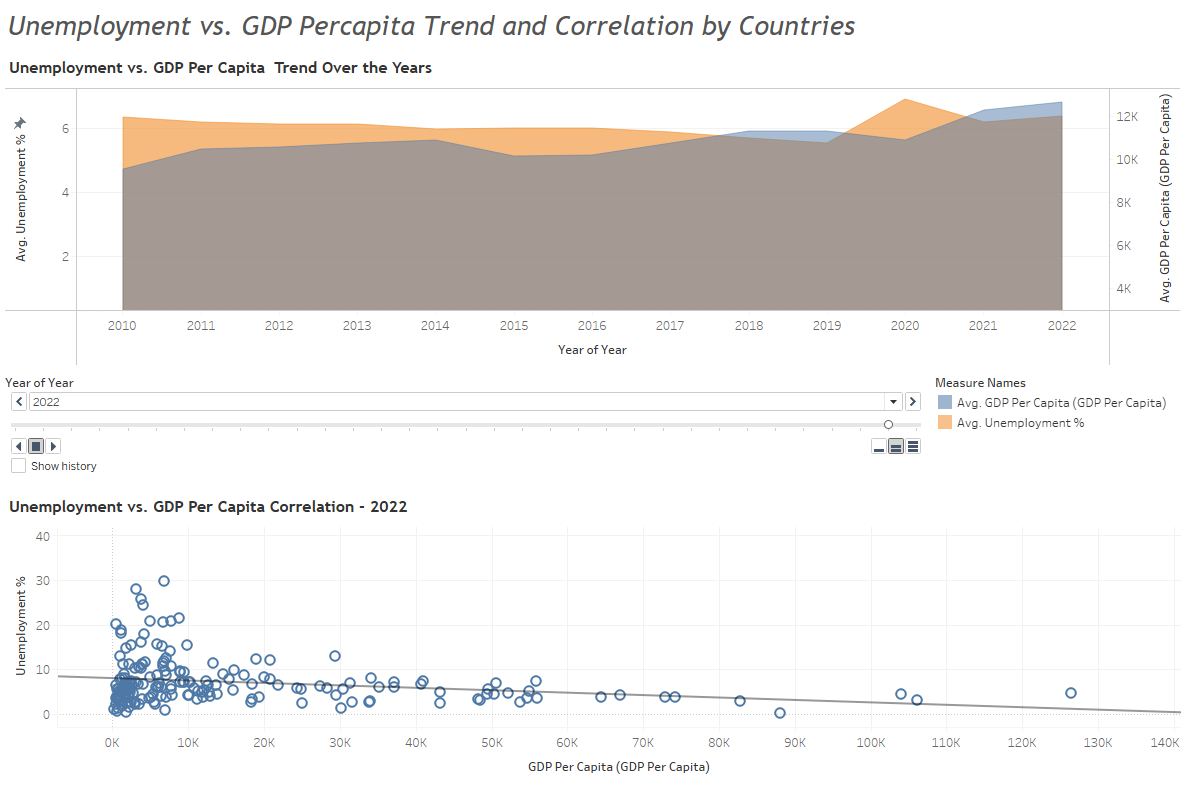 Unemployment vs. GDP Percapita Trend and Correlation by Countries
Unemployment vs. GDP Per Capita  Trend Over the Years
Avg. Unemployment %
6
4
2
12K
10K
8K
6K
4K
Avg. GDP Per Capita (GDP Per Capita)
2010 2011 2012 2013 2014 2015 2016 2017 2018 2019 2020 2021 2022
Year of Year
Year of Year
2022
Show history
Measure Names
Avg. GDP Per Capita (GDP Per Capita)
Avg. Unemployment %
Unemployment vs. GDP Per Capita Correlation - 2022
Unemployment %
40
30
20
10
0
0K 10K 20K 30K 40K 50K 60K 70K 80K 90K 100K 110K 120K 130K 140K
GDP Per Capita (GDP Per Capita)